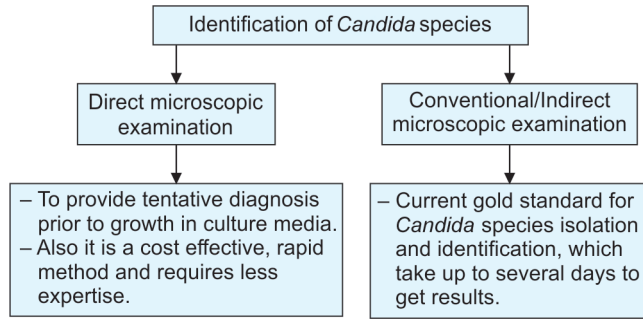 Identification of Candida species
Direct microscopic
examination
Conventional/Indirect
microscopic examination
– To provide tentative diagnosis
prior to growth in culture media.
– Also it is a cost effective, rapid
method and requires less
expertise.
– Current gold standard for
Candida species isolation
and identification, which
take up to several days to
get results.